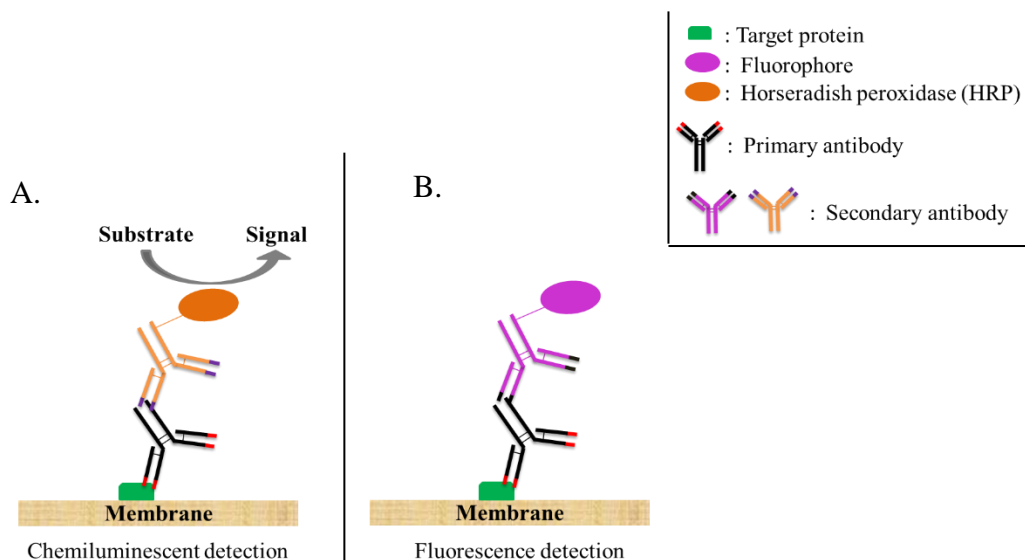 : Target protein
: Fluorophore
: Horseradish peroxidase (HRP)
: Primary antibody
: Secondary antibody
A.
Substrate Signal
Membrane
Chemiluminescent detection
B.
Membrane
Fluorescence detection